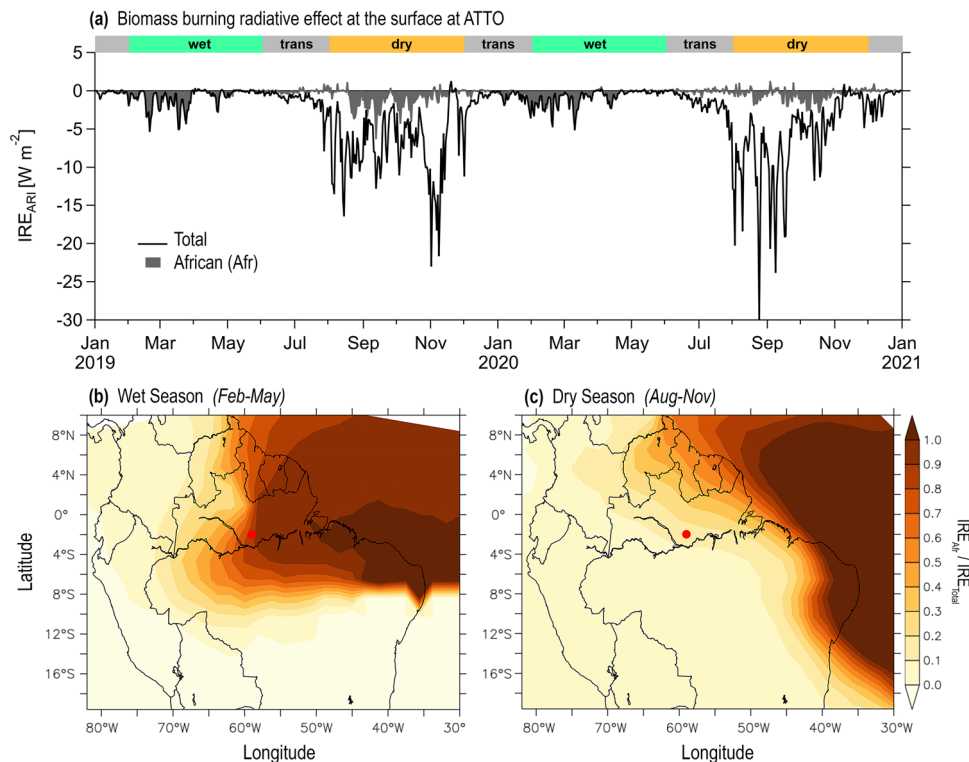 (a) Biomass burning radiative effect at the surface at ATTO
wet trans dry trans wet trans dry
5
0
-5
-10
-15
-20
-25
-30
IRE_ARI [W m⁻²]
Total
African (Afr)
Jan Mar May Jul Sep Nov Jan Mar May Jul Sep Nov Jan
2019 2020 2021
(b) Wet Season (Feb-May)
8°N
4°N
0°
4°S
8°S
12°S
16°S
Latitude
80°W 70°W 60°W 50°W 40°W 30°
Longitude
(c) Dry Season (Aug-Nov)
8°N
4°N
0°
4°S
8°S
12°S
16°S
80°W 70°W 60°W 50°W 40°W 30°
Longitude
1.0
0.9
0.8
0.7
0.6
0.5
0.4
0.3
0.2
0.1
0.0
IRE_Afr / IRE_Total